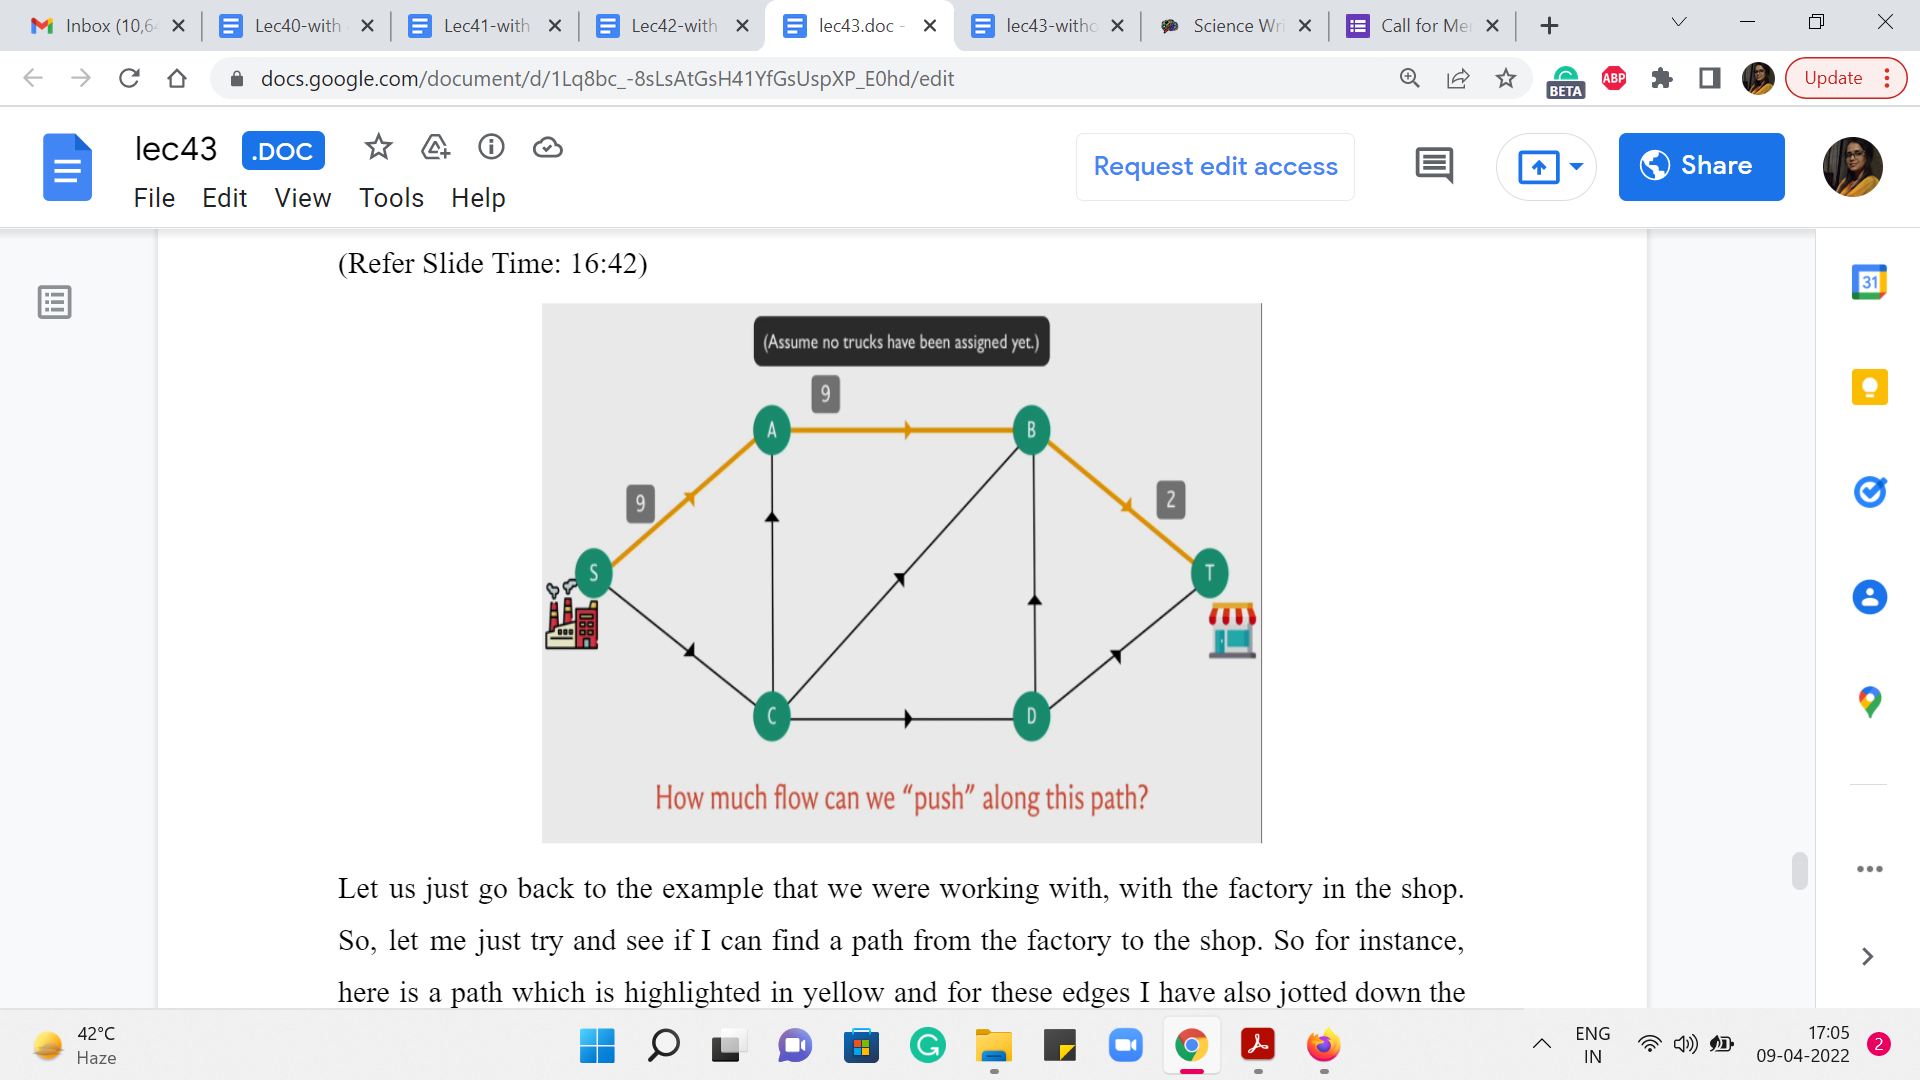 Inbox (10,6
Lec40-with
Lec41-with
Lec42-with
lec43.doc -
lec43-witho
Science Wri
Call for Mer
docs.google.com/document/d/1Lq8bc_-8sLsAtGsH41YfGsUspXP_E0hd/edit
BETA
ABP
Update
lec43
.DOC
File Edit View Tools Help
Request edit access
Share
31
(Refer Slide Time: 16:42)
(Assume no trucks have been assigned yet.)
9
A
B
9
2
S
T
C
D
How much flow can we “push” along this path?
Let us just go back to the example that we were working with, with the factory in the shop.
So, let me just try and see if I can find a path from the factory to the shop. So for instance,
here is a path which is highlighted in yellow and for these edges I have also jotted down the
42°C
Haze
ENG
IN
17:05
09-04-2022
2